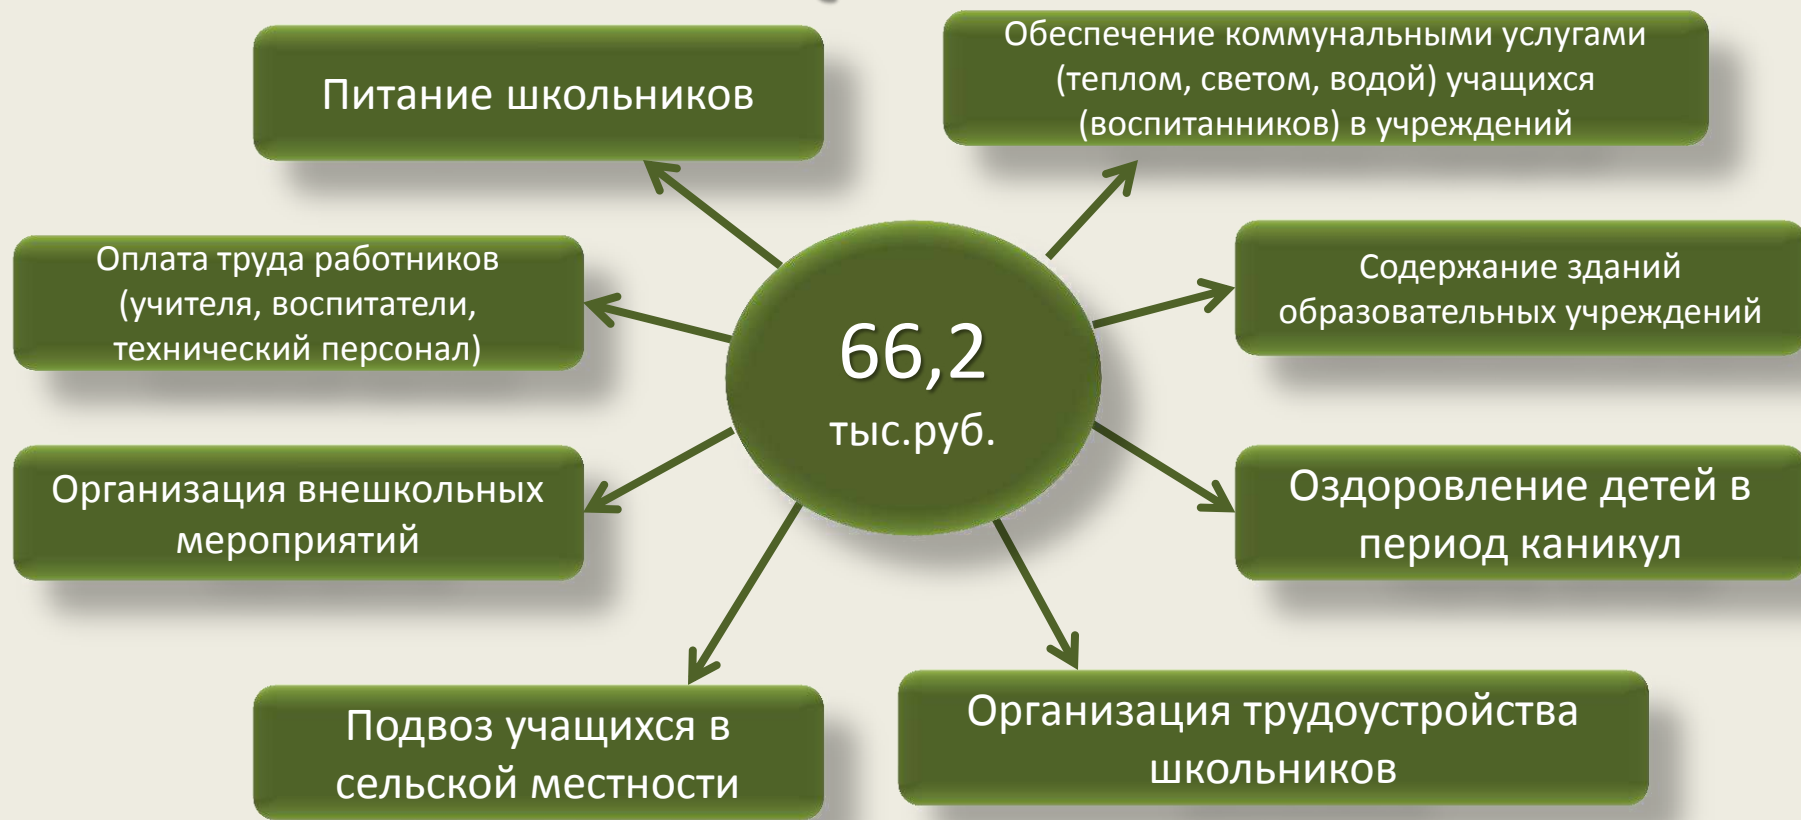 Питание школьников
Обеспечение коммунальными услугами
(теплом, светом, водой) учащихся
(воспитанников) в учреждений
Оплата труда работников
(учителя, воспитатели,
технический персонал)
66,2
тыс.руб.
Содержание зданий
образовательных учреждений
Организация внешкольных
мероприятий
Оздоровление детей в
период каникул
Подвоз учащихся в
сельской местности
Организация трудоустройства
школьников